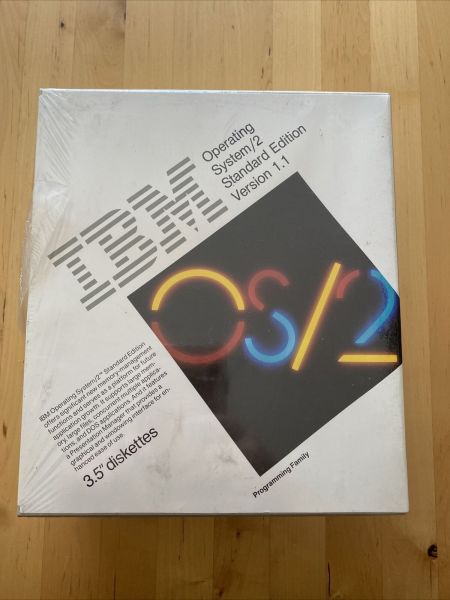 IBM
Operating
System/2
Standard Edition
Version 1.1
OS/2
IBM Operating System/2™ Standard Edition
offers significant new memory-management
functions and serves as a platform for future
application growth. It supports large mem-
ory, large files, concurrent multiple applica-
tions, and DOS applications. And it features
a Presentation Manager that provides a
graphical and windowing interface for en-
hanced ease of use.
3.5" diskettes
Programming Family